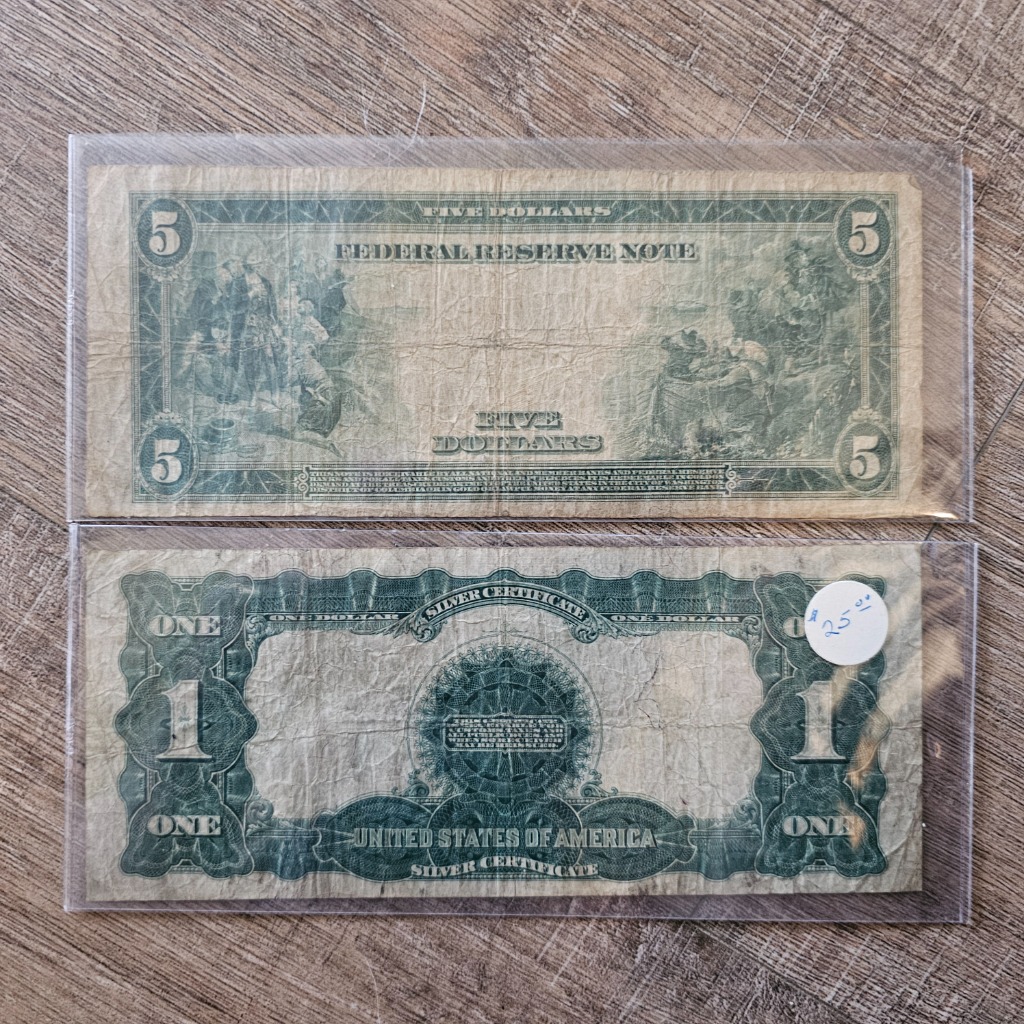 5 FIVE DOLLARS 5
FEDERAL RESERVE NOTE
FIVE
DOLLARS
5 5
SILVER CERTIFICATE
ONE DOLLAR ONE DOLLAR
ONE
$25.00
1 1
ONE ONE
UNITED STATES OF AMERICA
SILVER CERTIFICATE